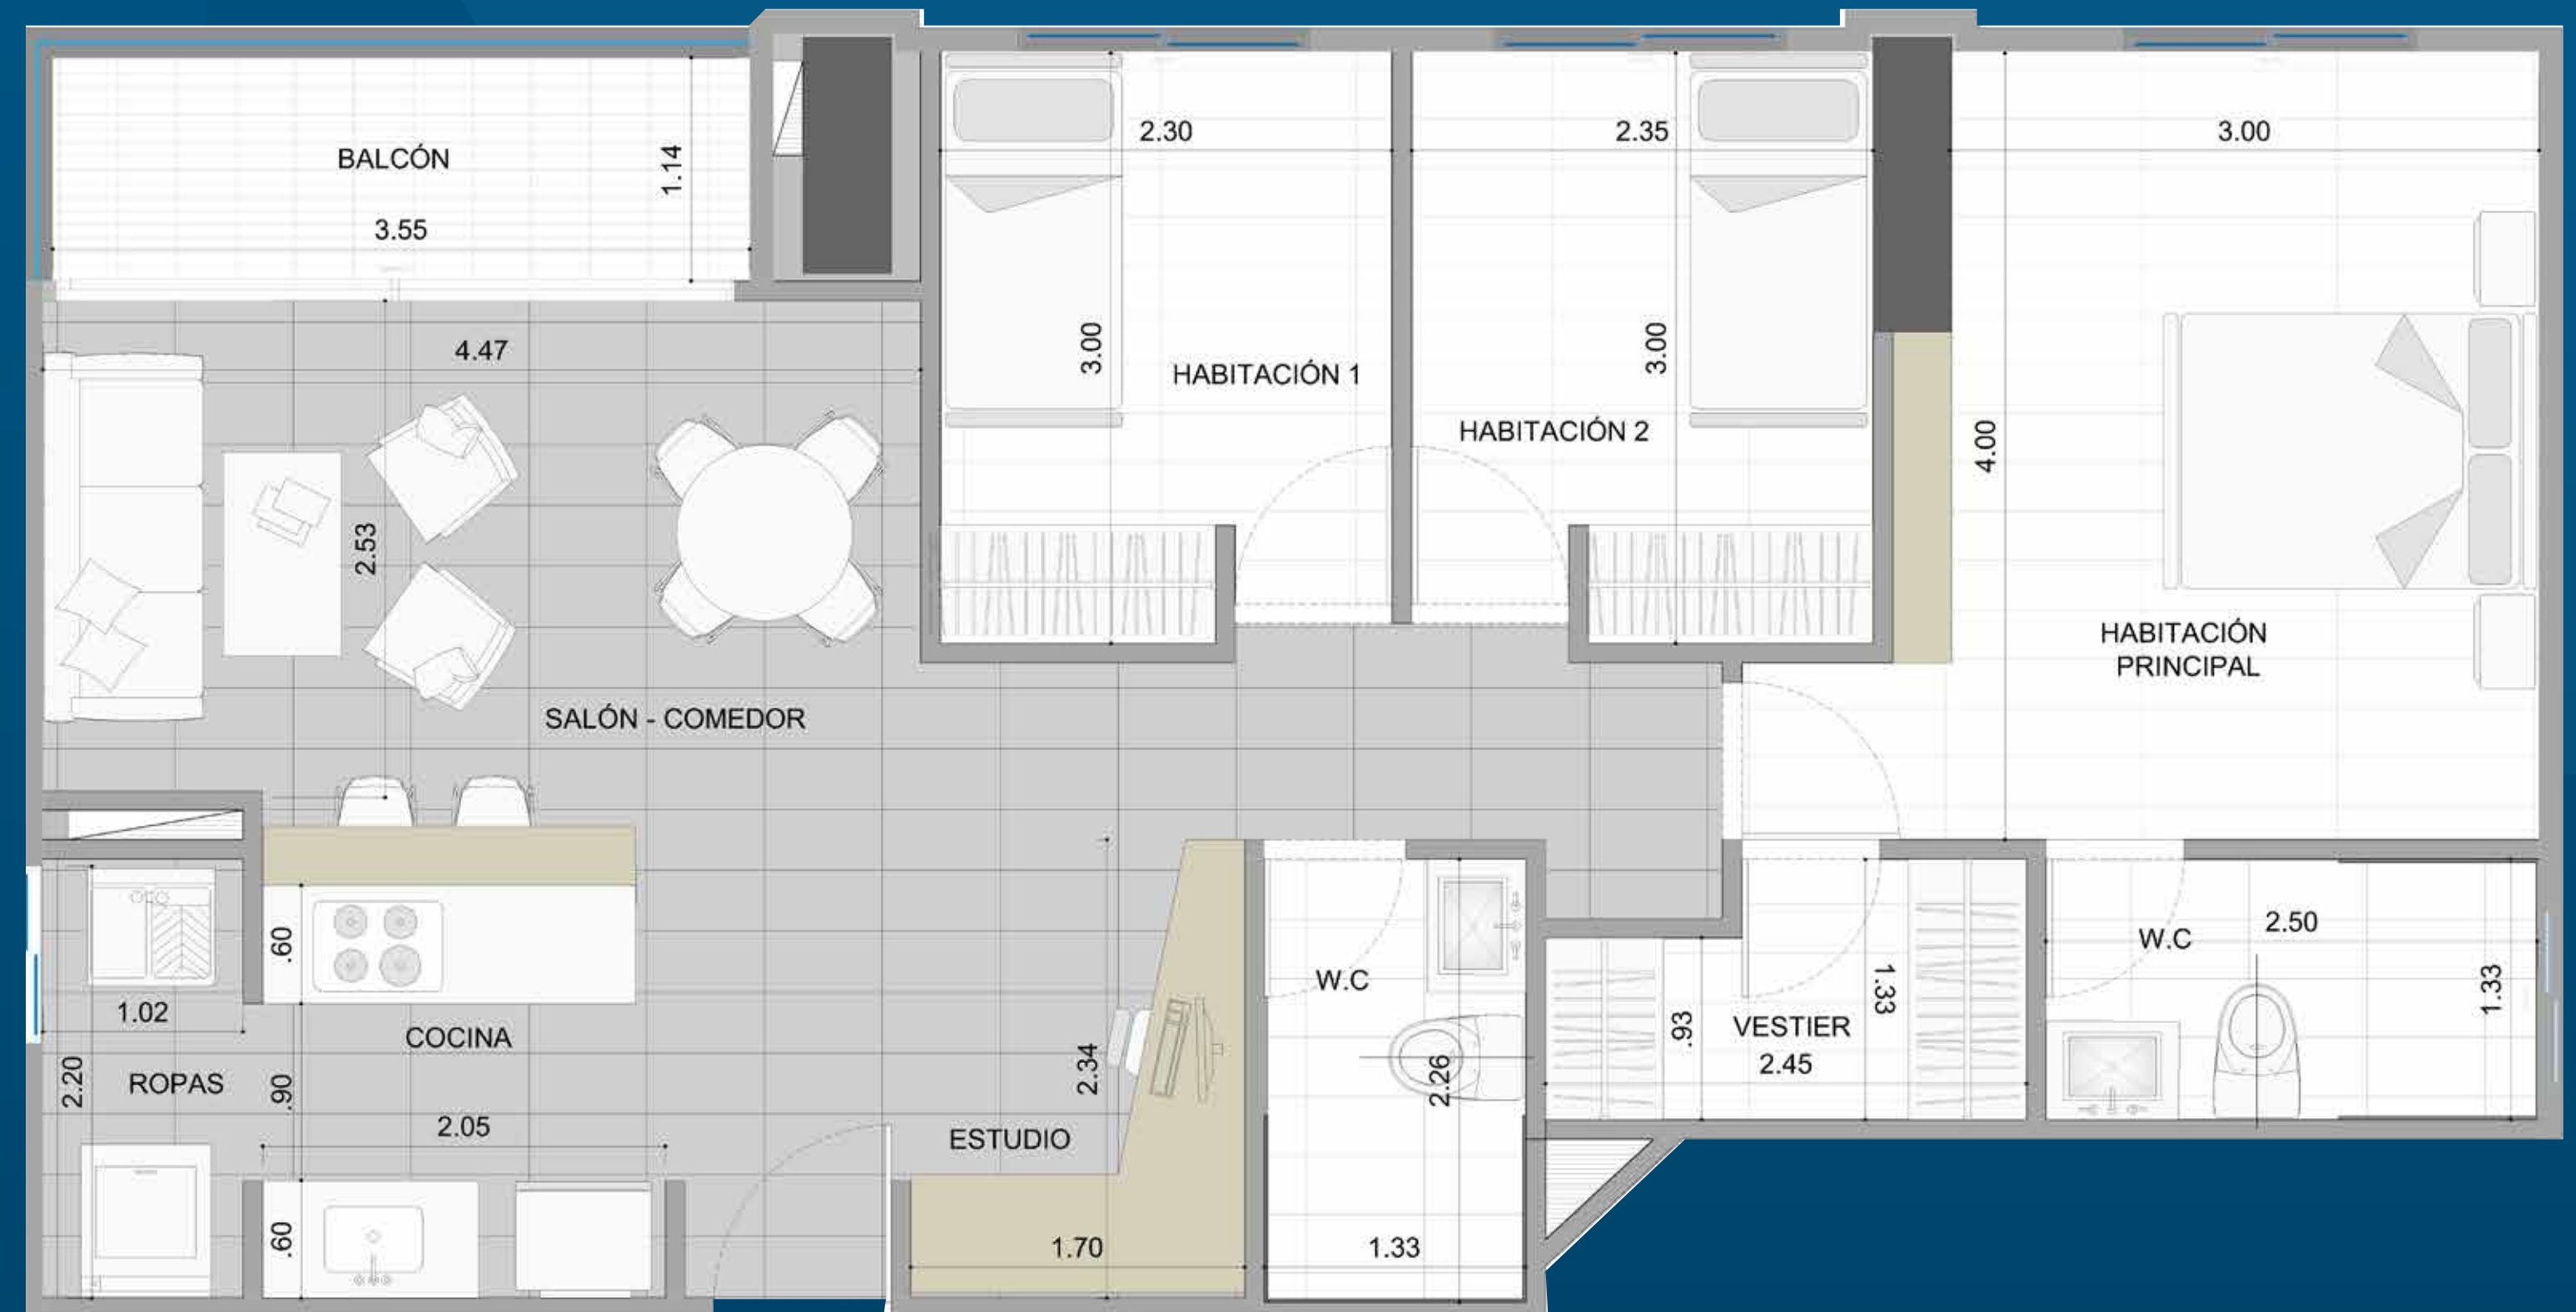 BALCÓN
3.55
1.14
2.30
2.35
3.00
4.47
3.00
HABITACIÓN 1
3.00
HABITACIÓN 2
4.00
2.53
HABITACIÓN
PRINCIPAL
SALÓN - COMEDOR
.60
1.02
COCINA
2.20
ROPAS
.90
2.05
.60
2.34
ESTUDIO
1.70
W.C
2.26
1.33
.93
VESTIER
2.45
1.33
W.C
2.50
1.33